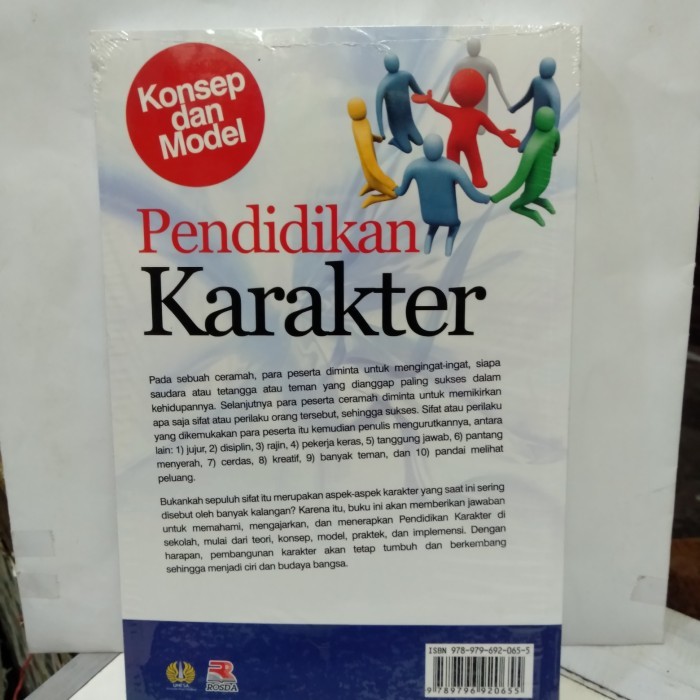 Konsep
dan
Model
Pendidikan
Karakter
Pada sebuah ceramah, para peserta diminta untuk mengingat-ingat, siapa
saudara atau tetangga atau teman yang dianggap paling sukses dalam
kehidupannya. Selanjutnya para peserta ceramah diminta untuk memikirkan
apa saja sifat atau perilaku orang tersebut, sehingga sukses. Sifat atau perilaku
yang dikemukakan para peserta itu kemudian penulis mengurutkannya, antara
lain: 1) jujur, 2) disiplin, 3) rajin, 4) pekerja keras, 5) tanggung jawab, 6) pantang
menyerah, 7) cerdas, 8) kreatif, 9) banyak teman, dan 10) pandai melihat
peluang.
Bukankah sepuluh sifat itu merupakan aspek-aspek karakter yang saat ini sering
disebut oleh banyak kalangan? Karena itu, buku ini akan memberikan jawaban
untuk memahami, mengajarkan, dan menerapkan Pendidikan Karakter di
sekolah, mulai dari teori, konsep, model, praktek, dan implemensi. Dengan
harapan, pembangunan karakter akan tetap tumbuh dan berkembang
sehingga menjadi ciri dan budaya bangsa.
ISBN 978-979-692-065-5
9 789796 920655
ROSDA